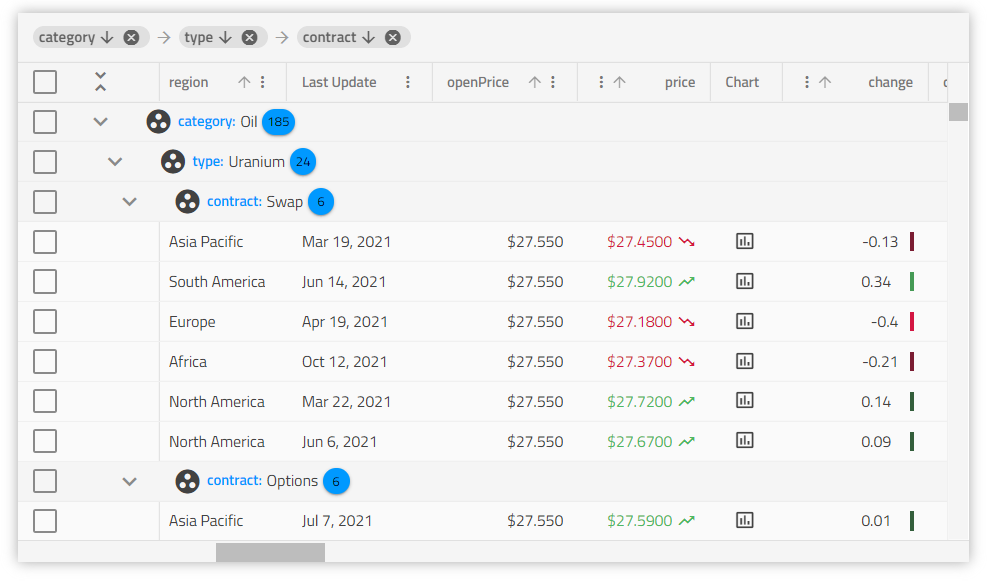 category type contract
region Last Update openPrice price Chart change
category: Oil 185
type: Uranium 24
contract: Swap 6
Asia Pacific Mar 19, 2021 $27.550 $27.4500 -0.13
South America Jun 14, 2021 $27.550 $27.9200 0.34
Europe Apr 19, 2021 $27.550 $27.1800 -0.4
Africa Oct 12, 2021 $27.550 $27.3700 -0.21
North America Mar 22, 2021 $27.550 $27.7200 0.14
North America Jun 6, 2021 $27.550 $27.6700 0.09
contract: Options 6
Asia Pacific Jul 7, 2021 $27.550 $27.5900 0.01